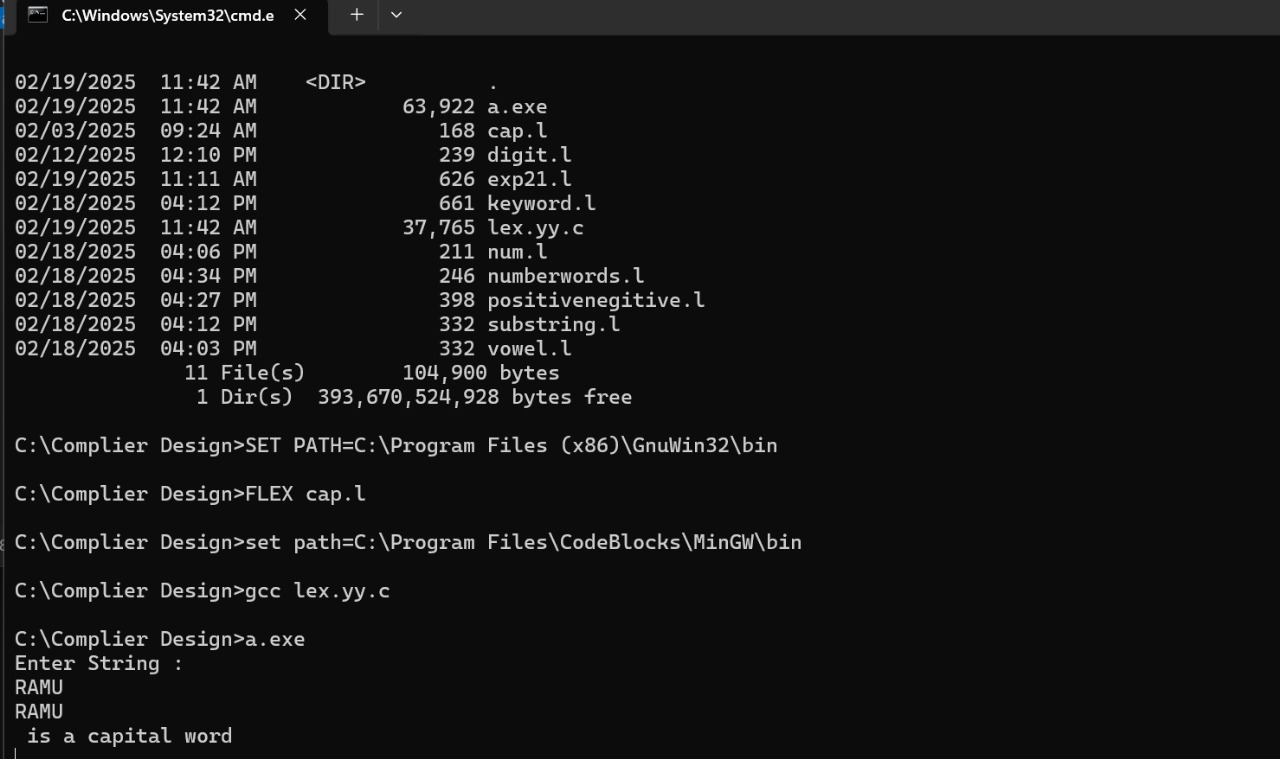 C:\Windows\System32\cmd.e
02/19/2025  11:42 AM    <DIR>          .
02/19/2025  11:42 AM            63,922 a.exe
02/03/2025  09:24 AM               168 cap.l
02/12/2025  12:10 PM               239 digit.l
02/19/2025  11:11 AM               626 exp21.l
02/18/2025  04:12 PM               661 keyword.l
02/19/2025  11:42 AM            37,765 lex.yy.c
02/18/2025  04:06 PM               211 num.l
02/18/2025  04:34 PM               246 numberwords.l
02/18/2025  04:27 PM               398 positivenegitive.l
02/18/2025  04:12 PM               332 substring.l
02/18/2025  04:03 PM               332 vowel.l
              11 File(s)        104,900 bytes
               1 Dir(s)  393,670,524,928 bytes free
C:\Complier Design>SET PATH=C:\Program Files (x86)\GnuWin32\bin
C:\Complier Design>FLEX cap.l
C:\Complier Design>set path=C:\Program Files\CodeBlocks\MinGW\bin
C:\Complier Design>gcc lex.yy.c
C:\Complier Design>a.exe
Enter String :
RAMU
RAMU
 is a capital word